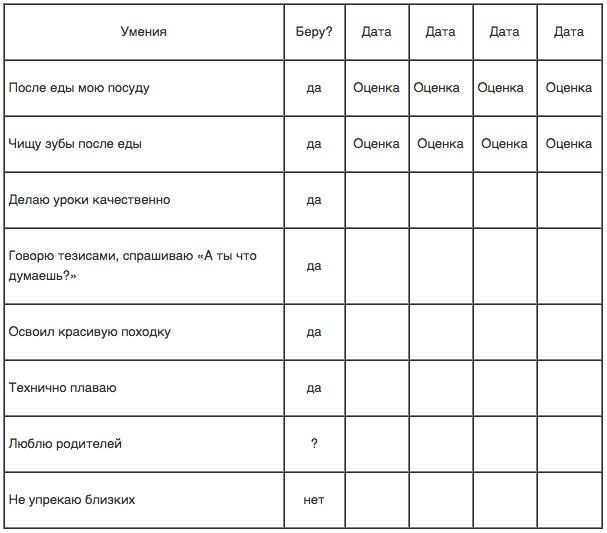 Умения Беру? Дата Дата Дата Дата
После еды мою посуду да Оценка Оценка Оценка Оценка
Чищу зубы после еды да Оценка Оценка Оценка Оценка
Делаю уроки качественно да
Говорю тезисами, спрашиваю «А ты что
думаешь?» да
Освоил красивую походку да
Технично плаваю да
Люблю родителей ?
Не упрекаю близких нет